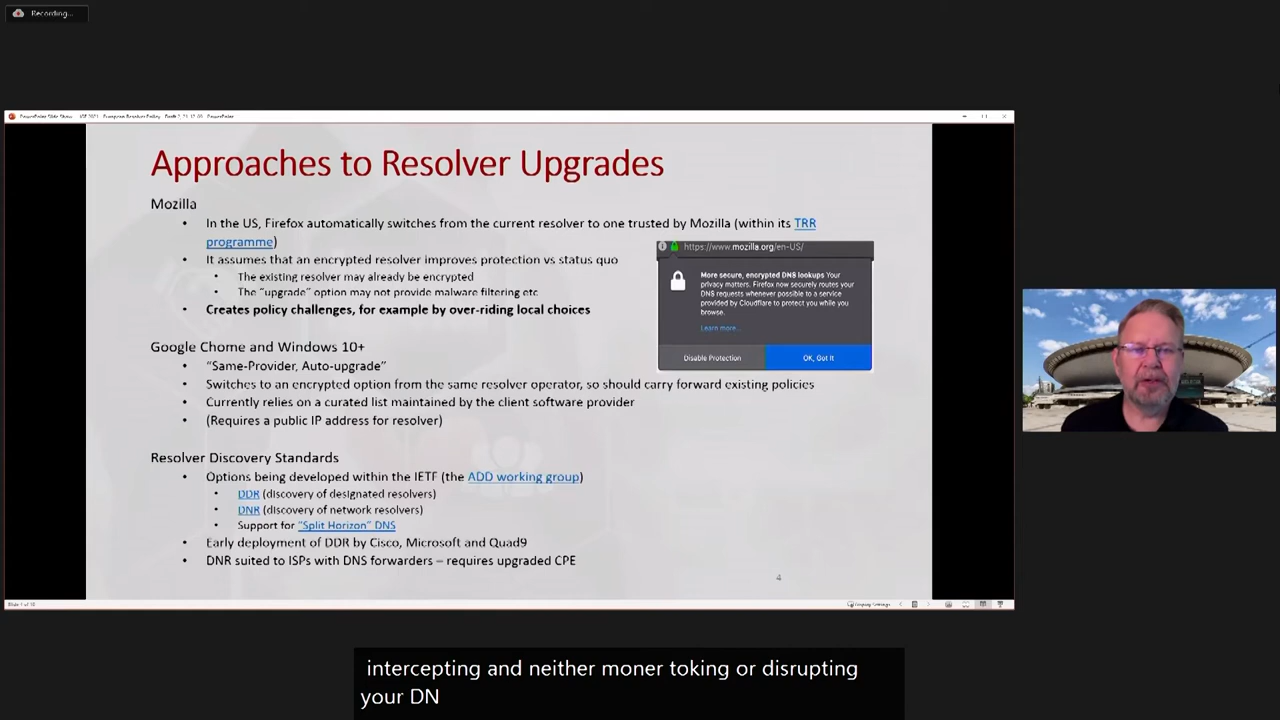 Recording...
PowerPoint Slide Show
European Resolver Policy
PowerPoint
Approaches to Resolver Upgrades
Mozilla
• In the US, Firefox automatically switches from the current resolver to one trusted by Mozilla (within its TRR
programme)
• It assumes that an encrypted resolver improves protection vs status quo
• The existing resolver may already be encrypted
• The "upgrade" option may not provide malware filtering etc
• Creates policy challenges, for example by over-riding local choices
https://www.mozilla.org/en-US/
More secure, encrypted DNS lookups Your
privacy matters. Firefox now securely routes your
DNS requests whenever possible to a service
provided by Cloudflare to protect you while you
browse.
Learn more...
Disable Protection
OK, Got It
Google Chome and Windows 10+
• "Same-Provider, Auto-upgrade"
• Switches to an encrypted option from the same resolver operator, so should carry forward existing policies
• Currently relies on a curated list maintained by the client software provider
• (Requires a public IP address for resolver)
Resolver Discovery Standards
• Options being developed within the IETF (the ADD working group)
• DDR (discovery of designated resolvers)
• DNR (discovery of network resolvers)
• Support for "Split Horizon" DNS
• Early deployment of DDR by Cisco, Microsoft and Quad9
• DNR suited to ISPs with DNS forwarders – requires upgraded CPE
4
Display Settings
intercepting and neither moner toking or disrupting
your DN